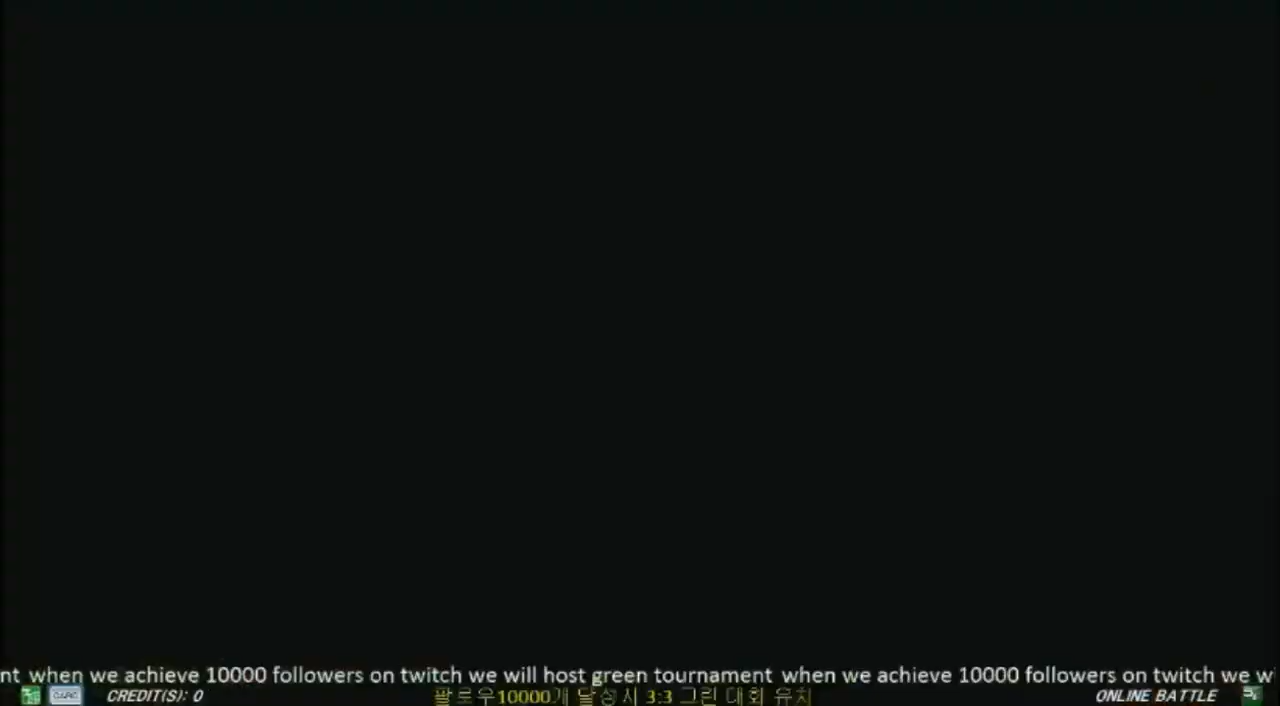 nt when we achieve 10000 followers on twitch we will host green tournament when we achieve 10000 followers on twitch we w
CREDIT(S): 0 팔로우10000개 달성시 3:3 그린 대회 유치 ONLINE BATTLE